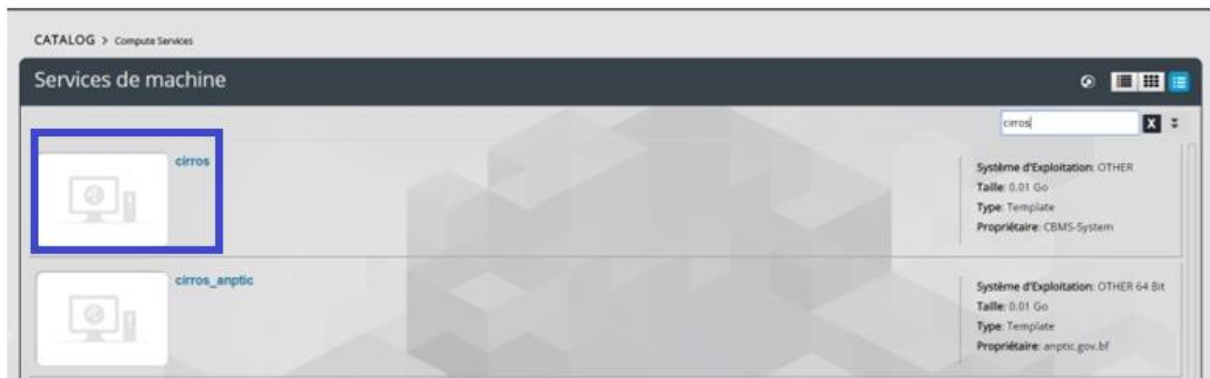 CATALOG > Compute Services
Services de machine
cirros
X
cirros
Système d'Exploitation: OTHER
Taille: 0.01 Go
Type: Template
Propriétaire: CBMS-System
cirros_anptic
Système d'Exploitation: OTHER 64 Bit
Taille: 0.01 Go
Type: Template
Propriétaire: anptic.gov.bf